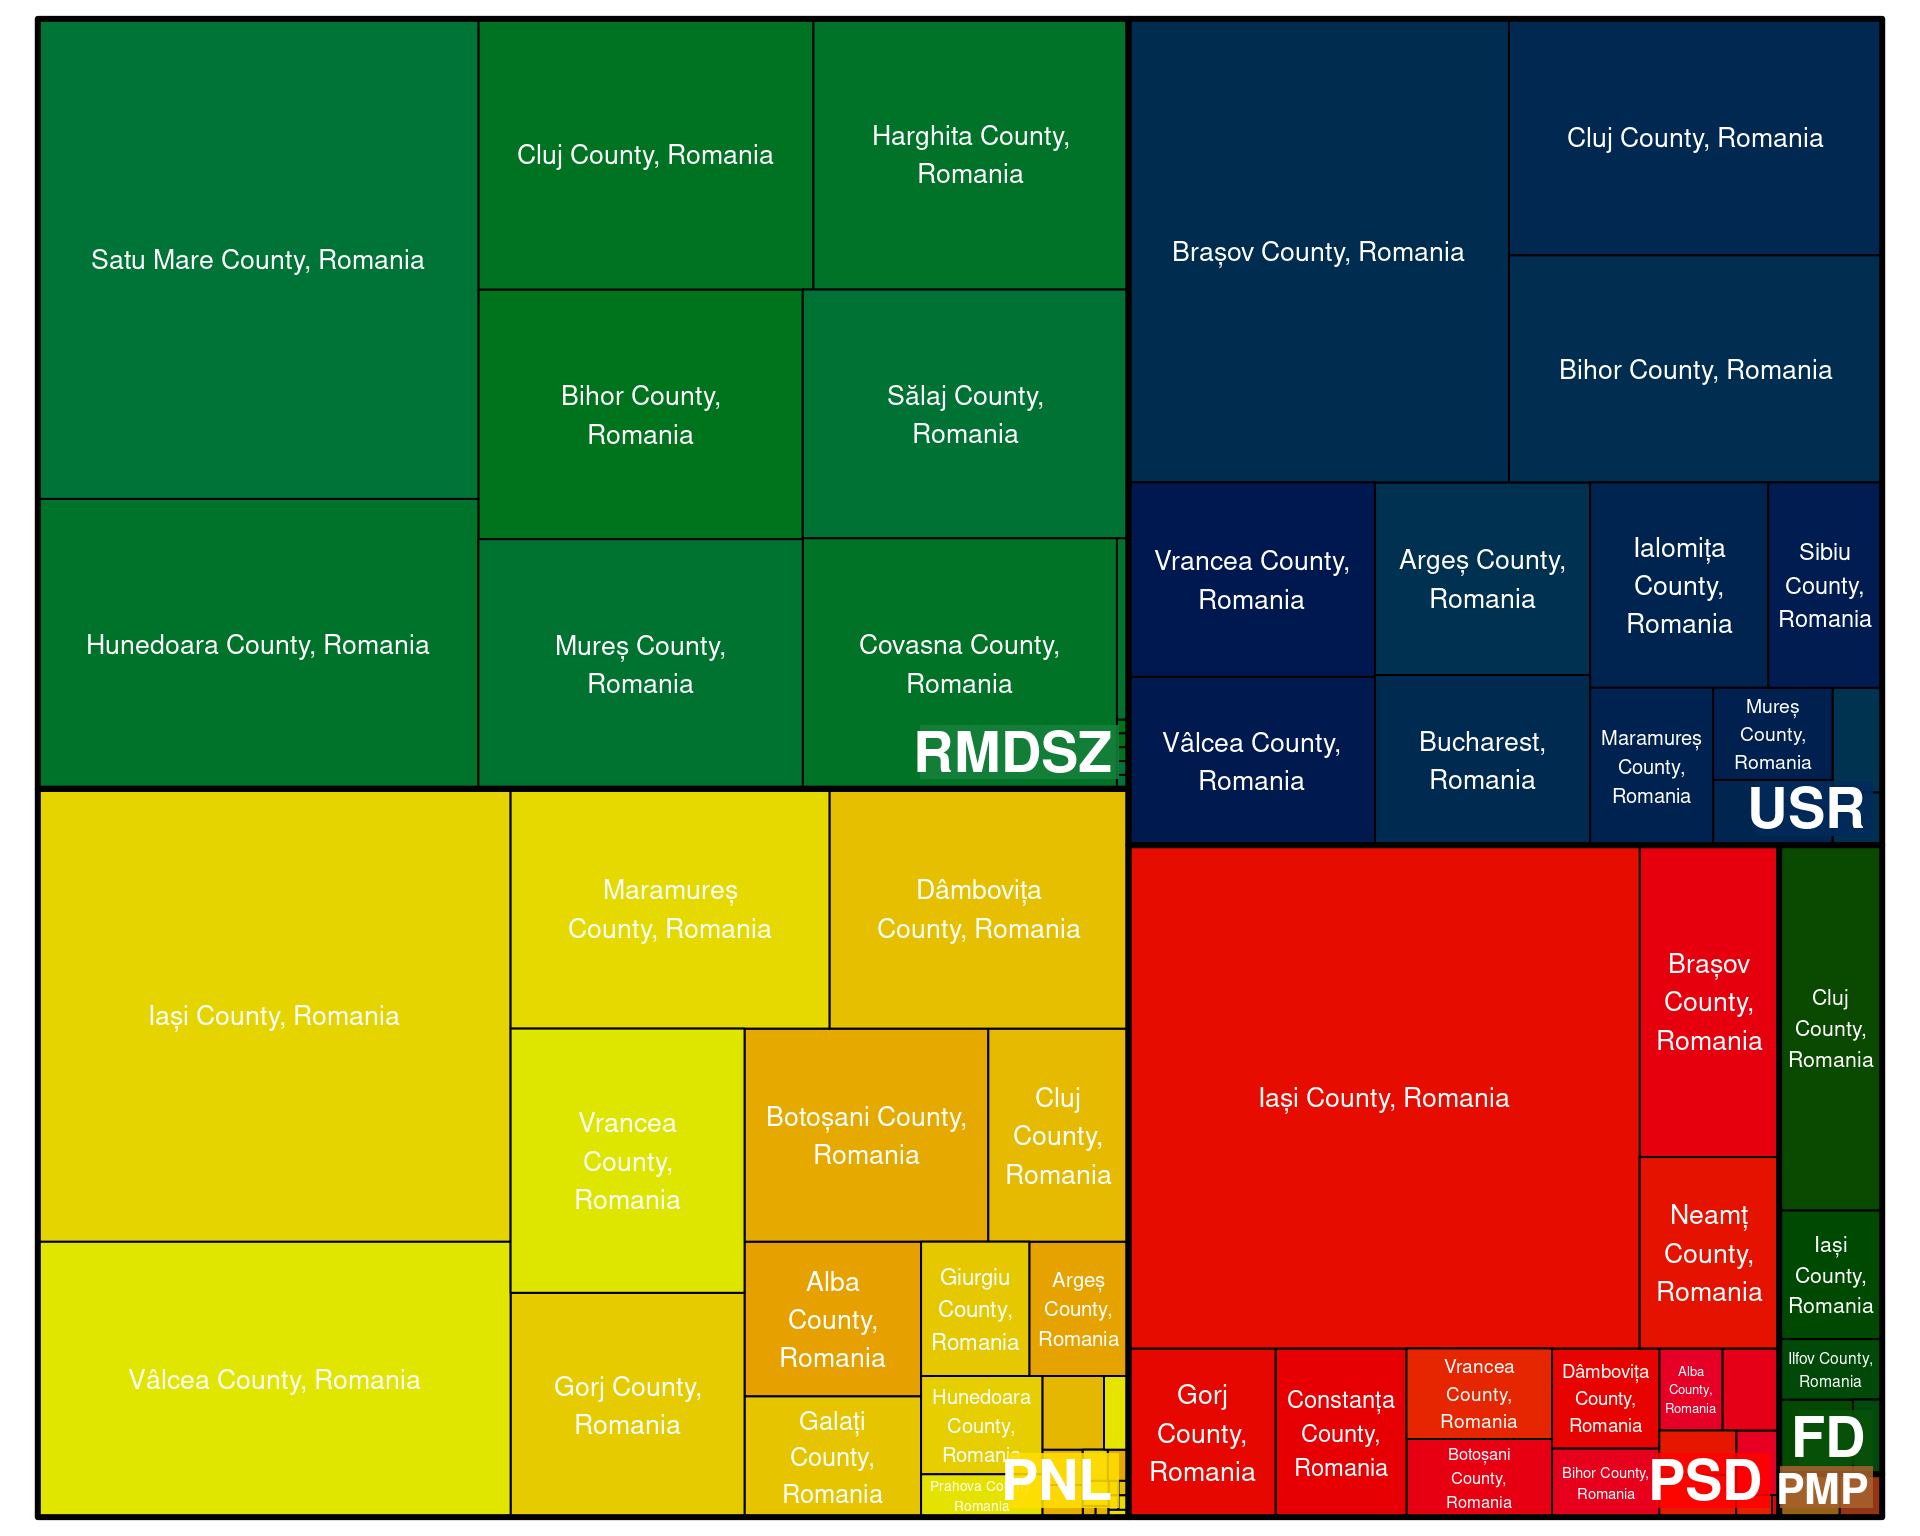 Satu Mare County, Romania
Cluj County, Romania
Harghita County,
Romania
Bihor County,
Romania
Sălaj County,
Romania
Hunedoara County, Romania
Mureș County,
Romania
Covasna County,
Romania
RMDSZ
Brașov County, Romania
Cluj County, Romania
Bihor County, Romania
Vrancea County,
Romania
Argeș County,
Romania
Ialomița
County,
Romania
Sibiu
County,
Romania
Vâlcea County,
Romania
Bucharest,
Romania
Maramureș
County,
Romania
Mureș
County,
Romania
USR
Iași County, Romania
Maramureș
County, Romania
Dâmbovița
County, Romania
Vrancea
County,
Romania
Botoșani County,
Romania
Cluj
County,
Romania
Vâlcea County, Romania
Gorj County,
Romania
Alba
County,
Romania
Giurgiu
County,
Romania
Argeș
County,
Romania
Galați
County,
Romania
Hunedoara
County,
Romania
Prahova County,
Romania
PNL
Iași County, Romania
Brașov
County,
Romania
Neamț
County,
Romania
Gorj
County,
Romania
Constanța
County,
Romania
Vrancea
County,
Romania
Botoșani
County,
Romania
Dâmbovița
County,
Romania
Bihor County,
Romania
Alba
County,
Romania
PSD
Cluj
County,
Romania
Iași
County,
Romania
Ilfov County,
Romania
FD
PMP